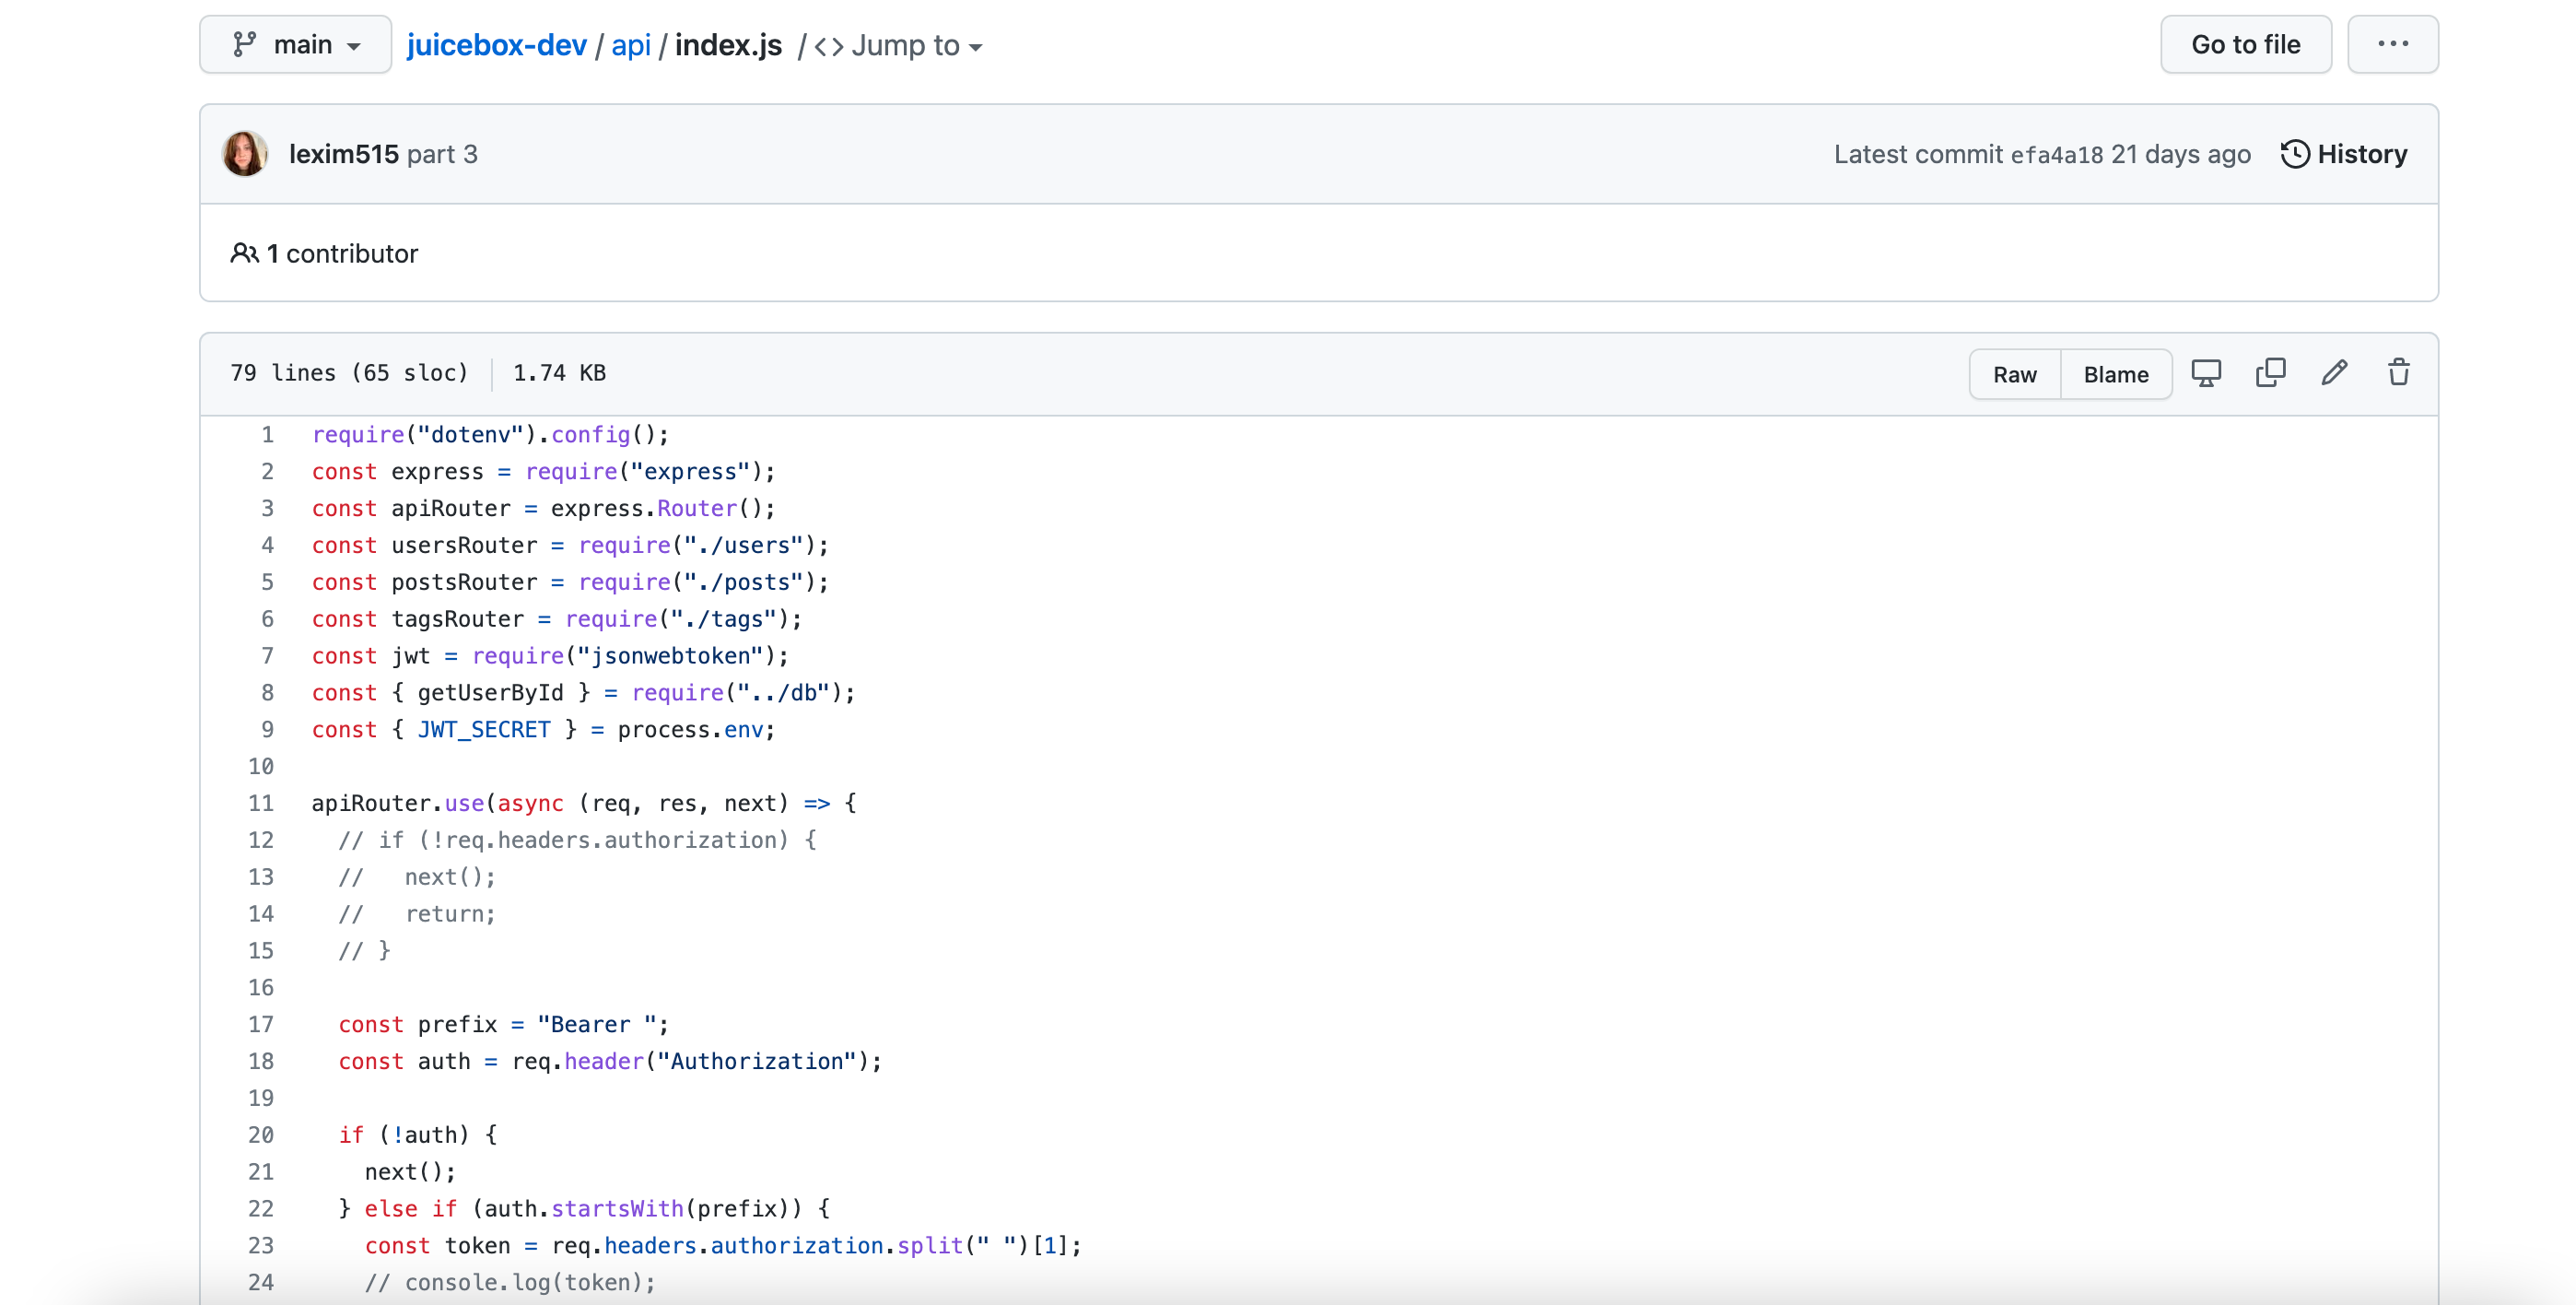 main juicebox-dev / api / index.js / <> Jump to Go to file ...
lexim515 part 3 Latest commit efa4a18 21 days ago History
1 contributor
79 lines (65 sloc) 1.74 KB Raw Blame
1 require("dotenv").config();
2 const express = require("express");
3 const apiRouter = express.Router();
4 const usersRouter = require("./users");
5 const postsRouter = require("./posts");
6 const tagsRouter = require("./tags");
7 const jwt = require("jsonwebtoken");
8 const { getUserById } = require("../db");
9 const { JWT_SECRET } = process.env;
10
11 apiRouter.use(async (req, res, next) => {
12   // if (!req.headers.authorization) {
13   //   next();
14   //   return;
15   // }
16
17   const prefix = "Bearer ";
18   const auth = req.header("Authorization");
19
20   if (!auth) {
21     next();
22   } else if (auth.startsWith(prefix)) {
23     const token = req.headers.authorization.split(" ")[1];
24     // console.log(token);